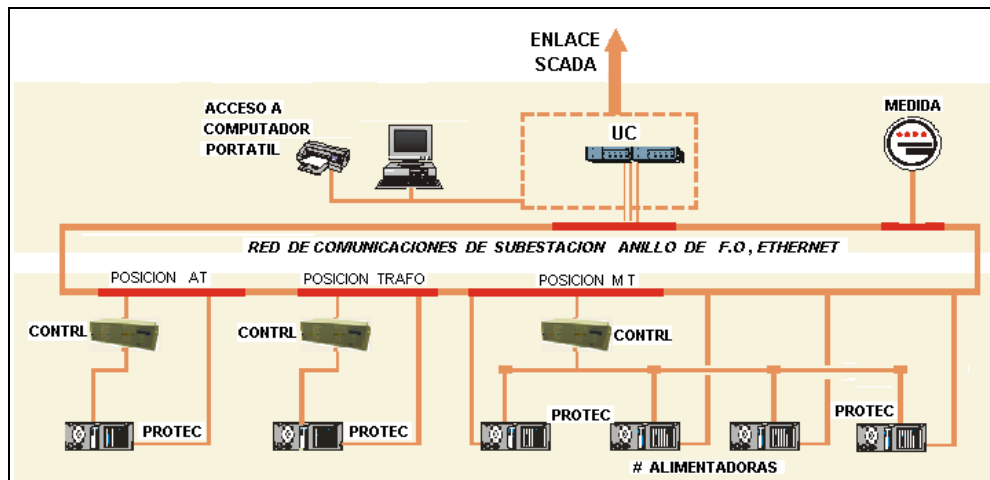 ENLACE
SCADA
ACCESO A
COMPUTADOR
PORTATIL
UC
MEDIDA
RED DE COMUNICACIONES DE SUBESTACION ANILLO DE F.O, ETHERNET
POSICION AT
POSICION TRAFO
POSICION M T
CONTRL
CONTRL
CONTRL
PROTEC
PROTEC
PROTEC
PROTEC
# ALIMENTADORAS